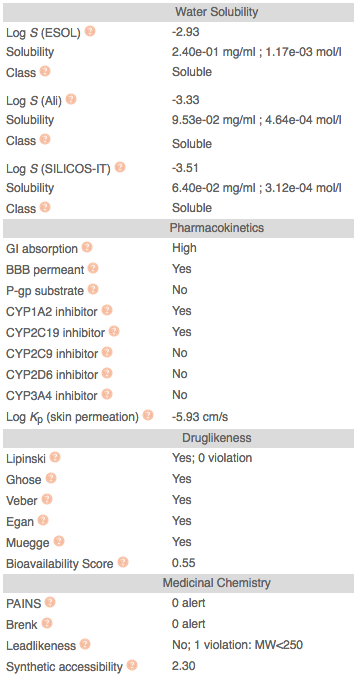 Water Solubility
Log S (ESOL) ? -2.93
Solubility 2.40e-01 mg/ml ; 1.17e-03 mol/l
Class ? Soluble
Log S (Ali) ? -3.33
Solubility 9.53e-02 mg/ml ; 4.64e-04 mol/l
Class ? Soluble
Log S (SILICOS-IT) ? -3.51
Solubility 6.40e-02 mg/ml ; 3.12e-04 mol/l
Class ? Soluble
Pharmacokinetics
GI absorption ? High
BBB permeant ? Yes
P-gp substrate ? No
CYP1A2 inhibitor ? Yes
CYP2C19 inhibitor ? Yes
CYP2C9 inhibitor ? No
CYP2D6 inhibitor ? No
CYP3A4 inhibitor ? No
Log Kp (skin permeation) ? -5.93 cm/s
Druglikeness
Lipinski ? Yes; 0 violation
Ghose ? Yes
Veber ? Yes
Egan ? Yes
Muegge ? Yes
Bioavailability Score ? 0.55
Medicinal Chemistry
PAINS ? 0 alert
Brenk ? 0 alert
Leadlikeness ? No; 1 violation: MW<250
Synthetic accessibility ? 2.30